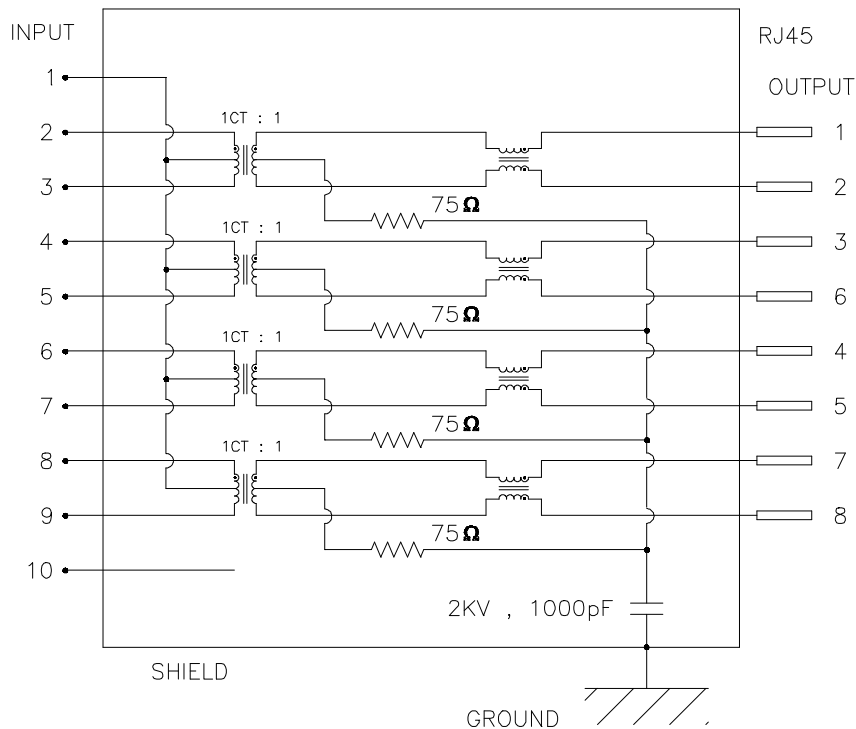 INPUT
RJ45
OUTPUT
1
1CT : 1
2
1
3
2
75Ω
1CT : 1
4
3
5
6
75Ω
1CT : 1
6
4
7
5
75Ω
1CT : 1
8
7
9
8
75Ω
10
2KV , 1000pF
SHIELD
GROUND